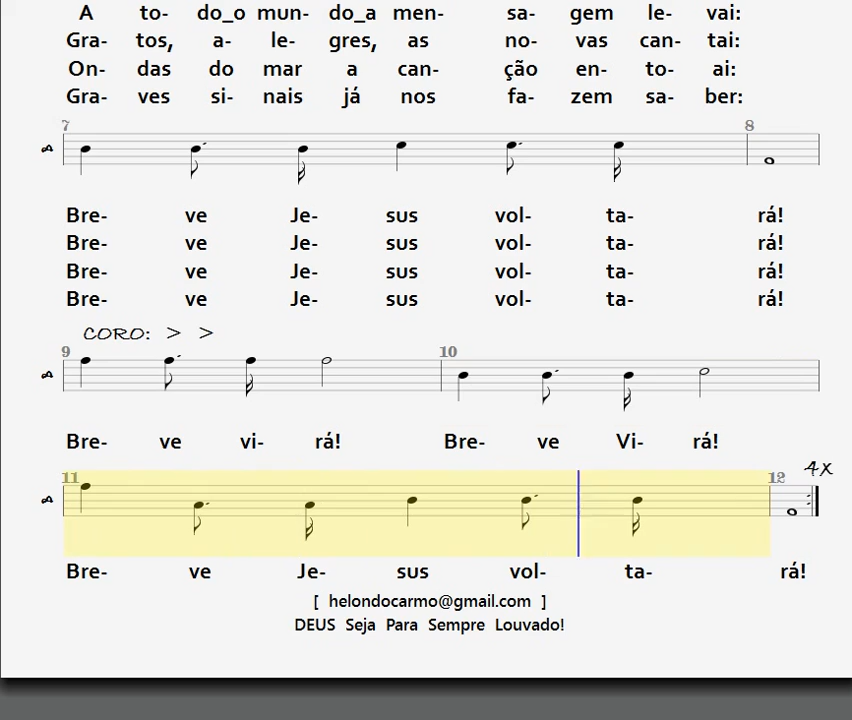 A to- do_o mun- do_a men- sa- gem le- vai:
Gra- tos, a- le- gres, as no- vas can- tai:
On- das do mar a can- ção en- to- ai:
Gra- ves si- nais já nos fa- zem sa- ber:
7 8
A
Bre- ve Je- sus vol- ta- rá!
Bre- ve Je- sus vol- ta- rá!
Bre- ve Je- sus vol- ta- rá!
Bre- ve Je- sus vol- ta- rá!
CORO: > >
9 10
A
Bre- ve vi- rá! Bre- ve Vi- rá!
4X
11 12
A
Bre- ve Je- sus vol- ta- rá!
[ helondocarmo@gmail.com ]
DEUS Seja Para Sempre Louvado!